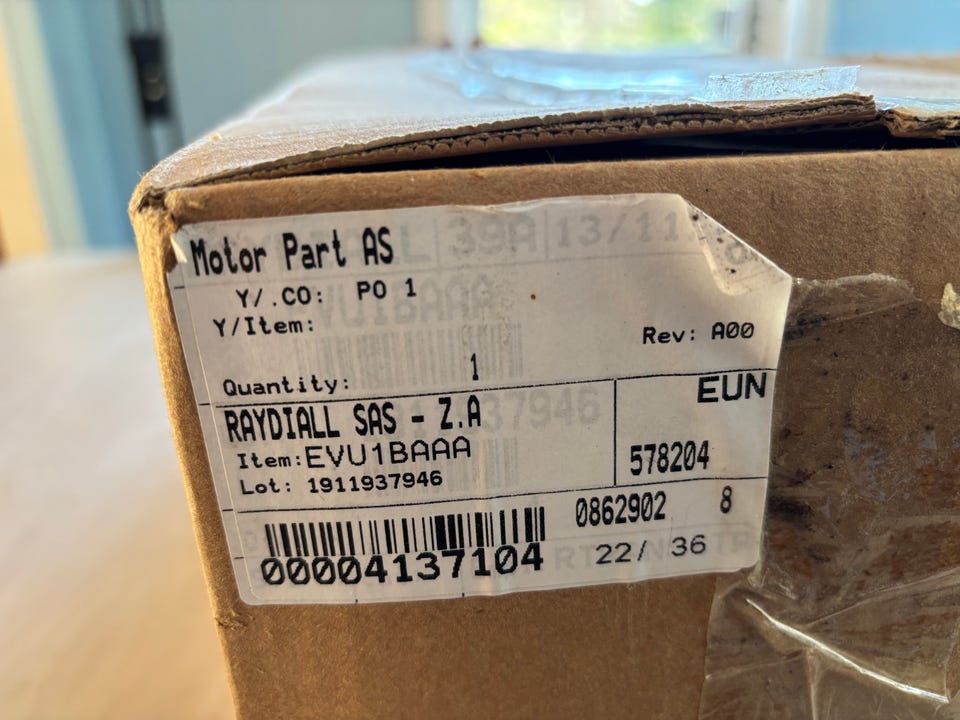 Motor Part AS
Y/.CO: PO 1
Y/Item:
Rev: A00
Quantity: 1
RAYDIALL SAS - Z.A
EUN
Item:EVU1BAAA
578204
Lot: 1911937946
0862902 8
00004137104
22/ 36